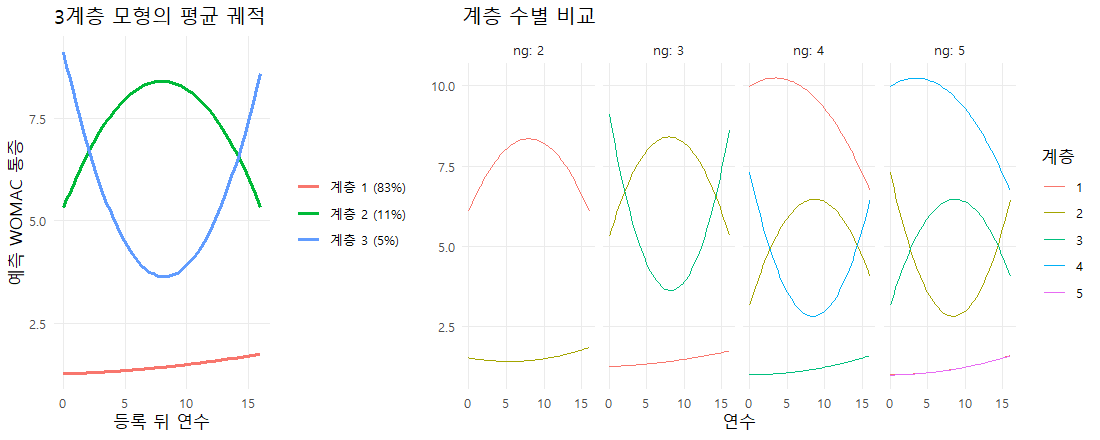 3계층 모형의 평균 궤적
예측 WOMAC 통증
7.5
5.0
2.5
0
5
10
15
등록 뒤 연수
계층 1 (83%)
계층 2 (11%)
계층 3 (5%)
계층 수별 비교
ng: 2
ng: 3
ng: 4
ng: 5
10.0
7.5
5.0
2.5
0 5 10 15
0 5 10 15
0 5 10 15
0 5 10 15
연수
계층
1
2
3
4
5